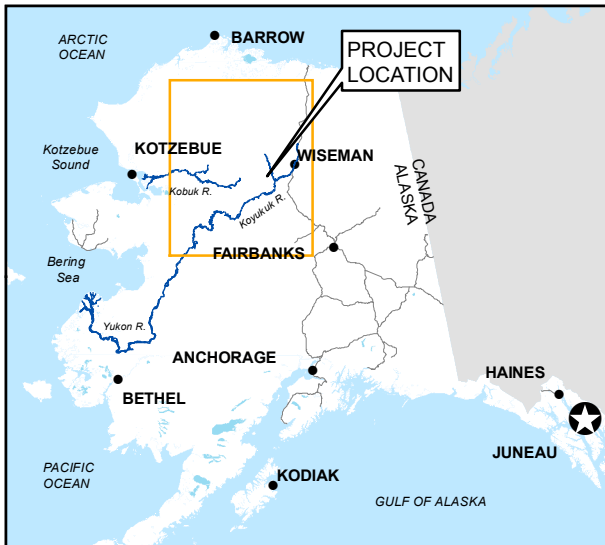 ARCTIC
OCEAN
BARROW
PROJECT
LOCATION
Kotzebue
Sound
KOTZEBUE
WISEMAN
CANADA
ALASKA
Kobuk R.
Koyukuk R.
FAIRBANKS
Bering
Sea
Yukon R.
ANCHORAGE
HAINES
BETHEL
JUNEAU
PACIFIC
OCEAN
KODIAK
GULF OF ALASKA